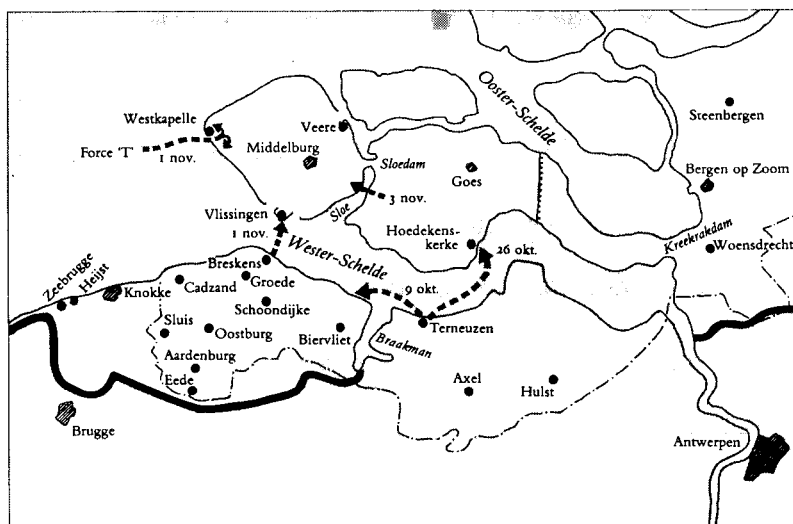 Ooster-Schelde
Steenbergen
Westkapelle
Veere
Force 'T'
1 nov.
Middelburg
Sloedam
Goes
Bergen op Zoom
3 nov.
Sloe
Vlissingen
1 nov.
Hoedekens-
kerke
Kreekrakdam
Woensdrecht
26 okt.
Wester-Schelde
9 okt.
Zeebrugge
Heijst
Knokke
Breskens
Cadzand
Groede
Schoondijke
Sluis
Oostburg
Biervliet
Braakman
Terneuzen
Aardenburg
Eede
Axel
Hulst
Brugge
Antwerpen